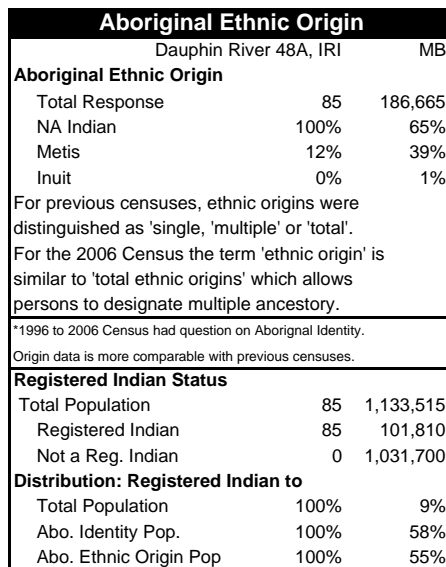 Aboriginal Ethnic Origin
Dauphin River 48A, IRI MB
Aboriginal Ethnic Origin
Total Response 85 186,665
NA Indian 100% 65%
Metis 12% 39%
Inuit 0% 1%
For previous censuses, ethnic origins were
distinguished as 'single, 'multiple' or 'total'.
For the 2006 Census the term 'ethnic origin' is
similar to 'total ethnic origins' which allows
persons to designate multiple ancestory.
*1996 to 2006 Census had question on Aborignal Identity.
Origin data is more comparable with previous censuses.
Registered Indian Status
Total Population 85 1,133,515
Registered Indian 85 101,810
Not a Reg. Indian 0 1,031,700
Distribution: Registered Indian to
Total Population 100% 9%
Abo. Identity Pop. 100% 58%
Abo. Ethnic Origin Pop 100% 55%